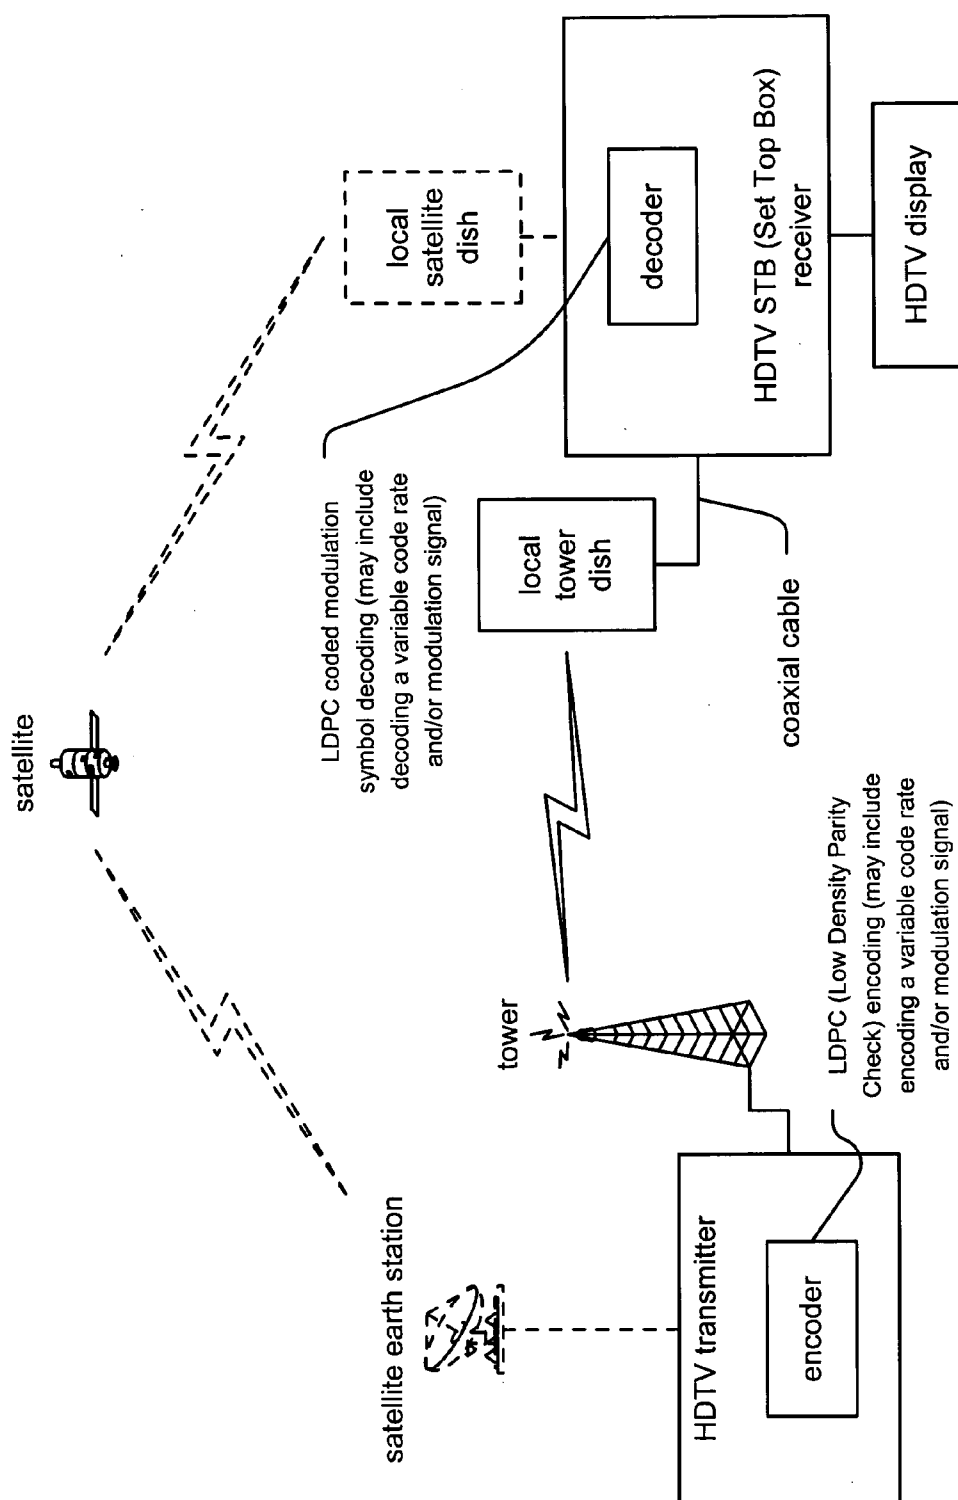 satellite
satellite earth station
local
satellite
dish
LDPC coded modulation
symbol decoding (may include
decoding a variable code rate
and/or modulation signal)
tower
local
tower
dish
decoder
HDTV STB (Set Top Box)
receiver
HDTV display
coaxial cable
HDTV transmitter
encoder
LDPC (Low Density Parity
Check) encoding (may include
encoding a variable code rate
and/or modulation signal)